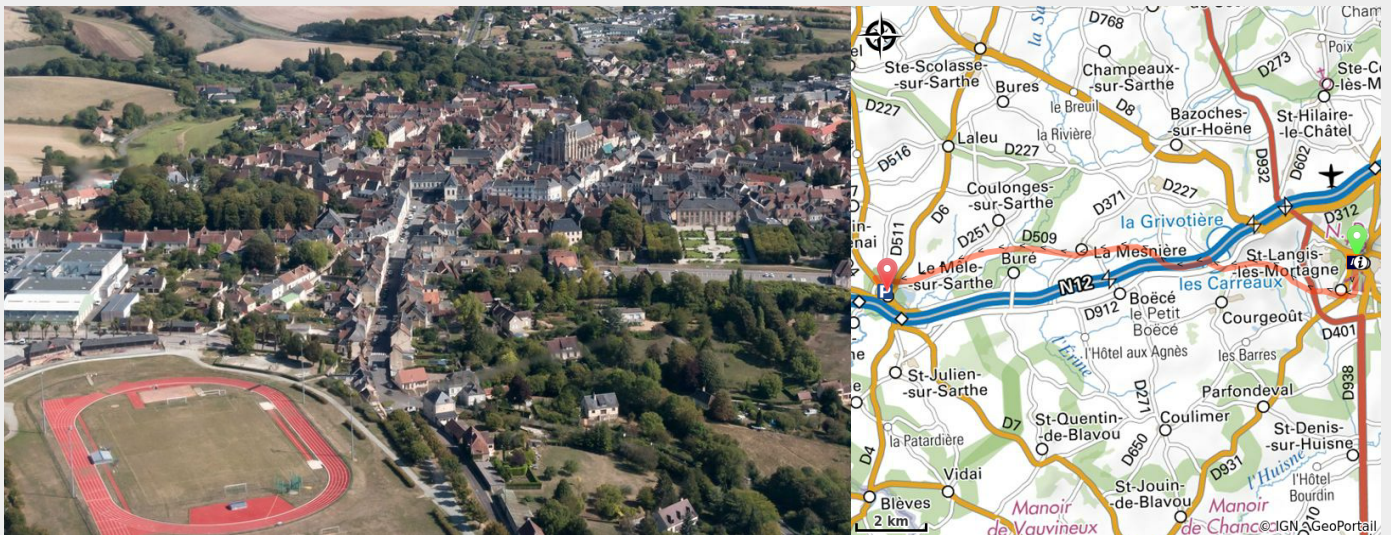 D768
Cham
Poix
D273
Ste-Scolasse-
-sur-Sarthe
Champeaux-
-sur-Sarthe
Ste-C
-lès-M
Bures
le Breuil
D8
Bazoches-
-sur-Hoëne
St-Hilaire-
-le-Châtel
D227
Laleu
la Rivière
D227
D516
D932
D602
Coulonges-
-sur-Sarthe
D227
D371
D6
la Grivotière
D312
D511
D251
D509
La Mesnière
N.
in-
enai
Buré
St-Langis-
-lès-Mortagne
Le Mêle-
-sur-Sarthe
les Carreaux
N12
D912
Boëcé
le Petit
Boëcé
Courgeoût
D401
l'Érine
l'Hôtel aux Agnès
les Barres
D938
St-Julien-
-sur-Sarthe
Parfondeval
D271
D7
St-Quentin-
-de-Blavou
Coulimer
St-Denis-
-sur-Huisne
la Patardière
D650
D4
D931
l'Huisne
Vidai
l'Hôtel
Bourdin
St-Jouin-
-de-Blavou
Blèves
Manoir
de Vauvineux
Manoir
de Chanc
2 km
© IGN - GeoPortail